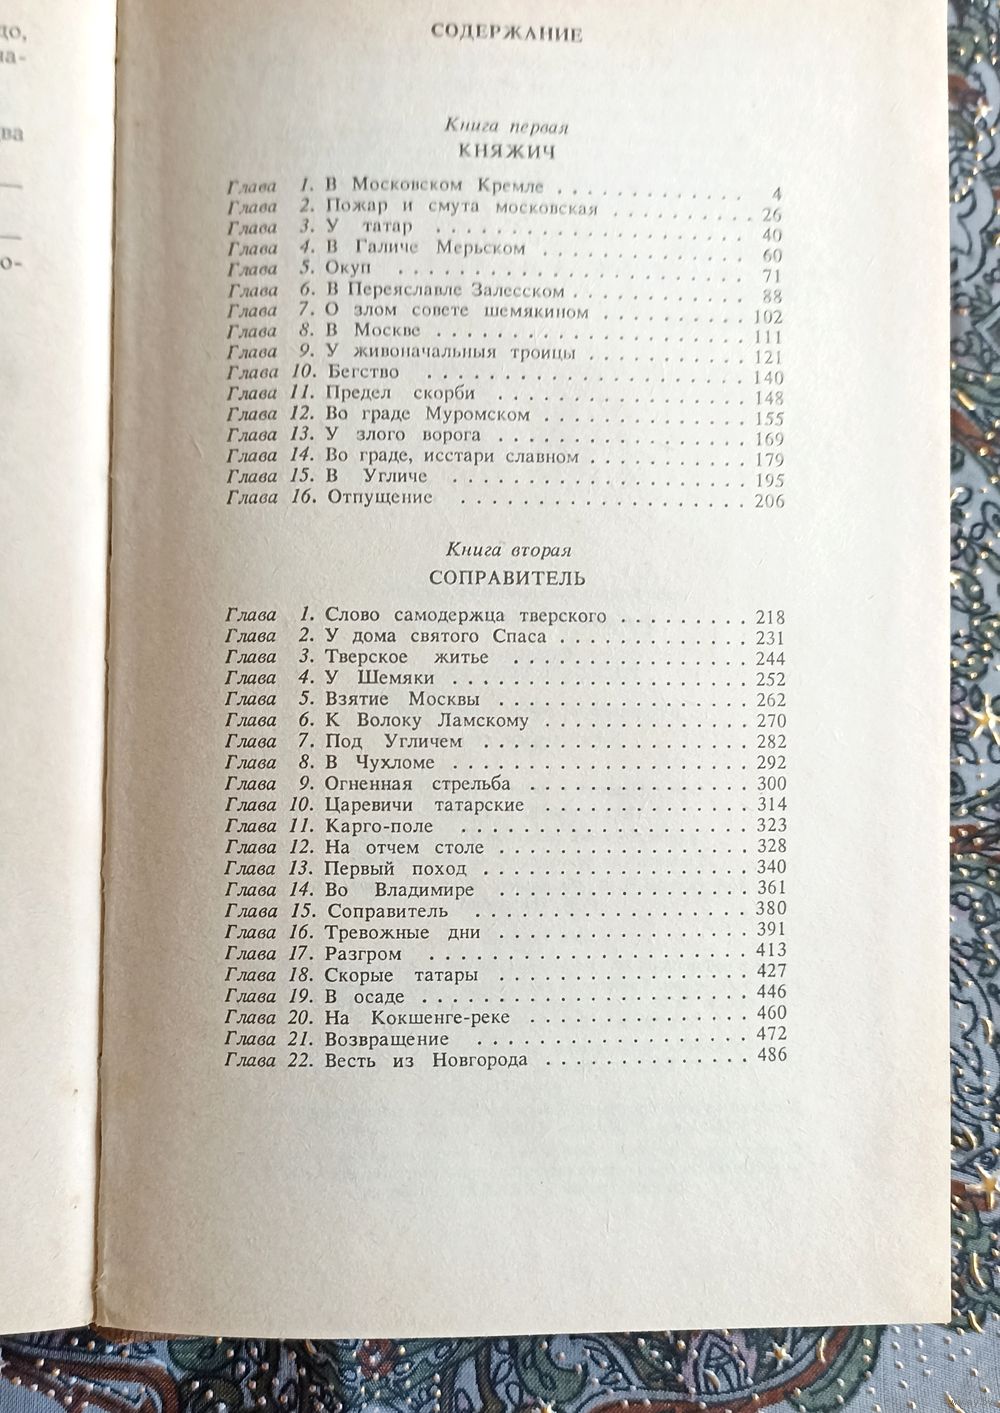 СОДЕРЖАНИЕ
Книга первая
КНЯЖИЧ
Глава 1. В Московском Кремле . . . . . . . . . . 4
Глава 2. Пожар и смута московская . . . . . . . . . 26
Глава 3. У татар . . . . . . . . . . . . . . . . . 40
Глава 4. В Галиче Мерьском . . . . . . . . . . . 60
Глава 5. Окуп . . . . . . . . . . . . . . . . . . 71
Глава 6. В Переяславле Залесском . . . . . . . . . 88
Глава 7. О злом совете шемякином . . . . . . . . . 102
Глава 8. В Москве . . . . . . . . . . . . . . . . 111
Глава 9. У живоначальныя троицы . . . . . . . . . 121
Глава 10. Бегство . . . . . . . . . . . . . . . . 140
Глава 11. Предел скорби . . . . . . . . . . . . . 148
Глава 12. Во граде Муромском . . . . . . . . . . . 155
Глава 13. У злого ворога . . . . . . . . . . . . . 169
Глава 14. Во граде, исстари славном . . . . . . . . 179
Глава 15. В Угличе . . . . . . . . . . . . . . . 195
Глава 16. Отпущение . . . . . . . . . . . . . . . 206
Книга вторая
СОПРАВИТЕЛЬ
Глава 1. Слово самодержца тверского . . . . . . . . 218
Глава 2. У дома святого Спаса . . . . . . . . . . 231
Глава 3. Тверское житье . . . . . . . . . . . . . 244
Глава 4. У Шемяки . . . . . . . . . . . . . . . . 252
Глава 5. Взятие Москвы . . . . . . . . . . . . . 262
Глава 6. К Волоку Ламскому . . . . . . . . . . . 270
Глава 7. Под Угличем . . . . . . . . . . . . . . 282
Глава 8. В Чухломе . . . . . . . . . . . . . . . 292
Глава 9. Огненная стрельба . . . . . . . . . . . 300
Глава 10. Царевичи татарские . . . . . . . . . . . 314
Глава 11. Карго-поле . . . . . . . . . . . . . . . 323
Глава 12. На отчем столе . . . . . . . . . . . . . 328
Глава 13. Первый поход . . . . . . . . . . . . . . 340
Глава 14. Во Владимире . . . . . . . . . . . . . 361
Глава 15. Соправитель . . . . . . . . . . . . . . 380
Глава 16. Тревожные дни . . . . . . . . . . . . . 391
Глава 17. Разгром . . . . . . . . . . . . . . . . 413
Глава 18. Скорые татары . . . . . . . . . . . . . 427
Глава 19. В осаде . . . . . . . . . . . . . . . . 446
Глава 20. На Кокшенге-реке . . . . . . . . . . . . 460
Глава 21. Возвращение . . . . . . . . . . . . . . 472
Глава 22. Весть из Новгорода . . . . . . . . . . . 486